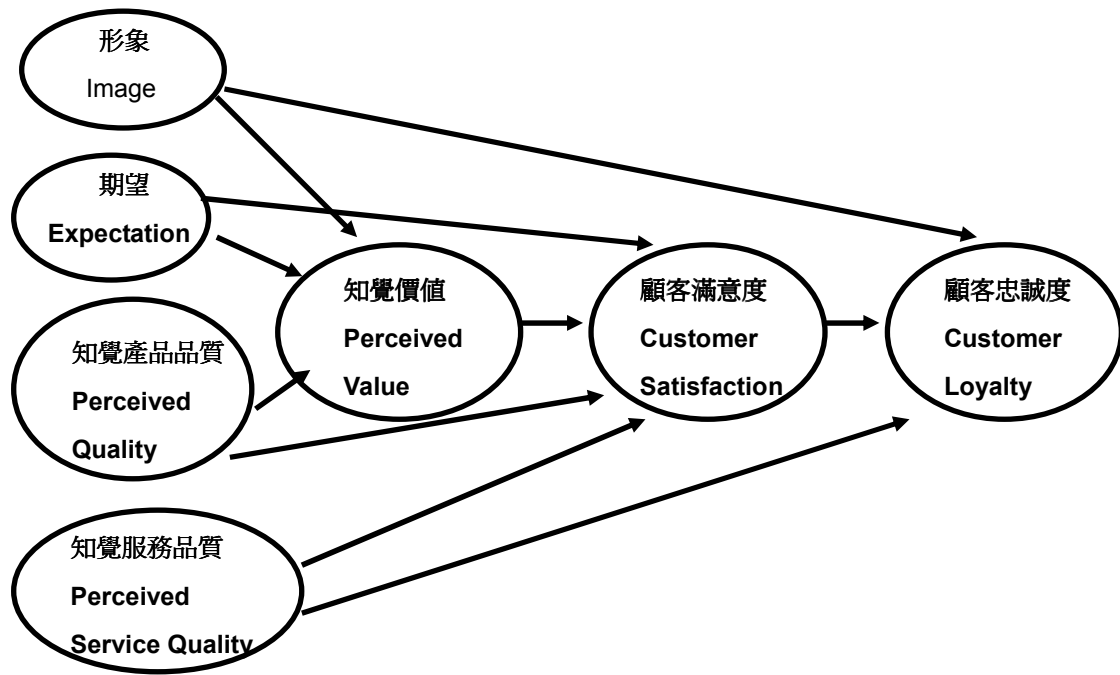 形象
Image
期望
Expectation
知覺價值
Perceived
Value
顧客滿意度
Customer
Satisfaction
顧客忠誠度
Customer
Loyalty
知覺產品品質
Perceived
Quality
知覺服務品質
Perceived
Service Quality